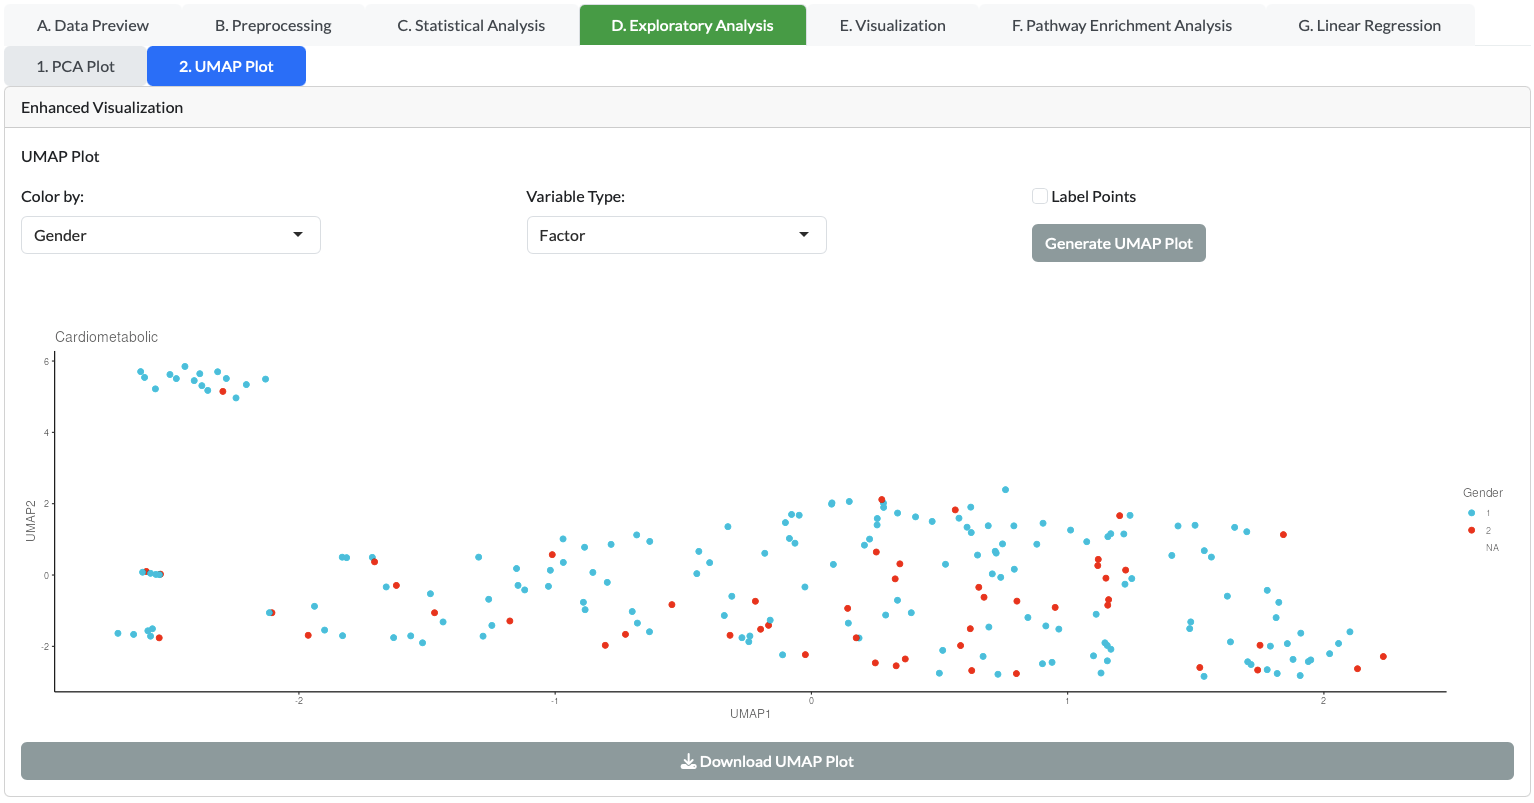 A. Data Preview B. Preprocessing C. Statistical Analysis D. Exploratory Analysis E. Visualization F. Pathway Enrichment Analysis G. Linear Regression
1. PCA Plot 2. UMAP Plot
Enhanced Visualization
UMAP Plot
Color by: Variable Type: Label Points
Gender Factor Generate UMAP Plot
Cardiometabolic
6
4
2
0
-2
UMAP2
-2 -1 0 1 2
UMAP1
Gender
1
2
NA
Download UMAP Plot